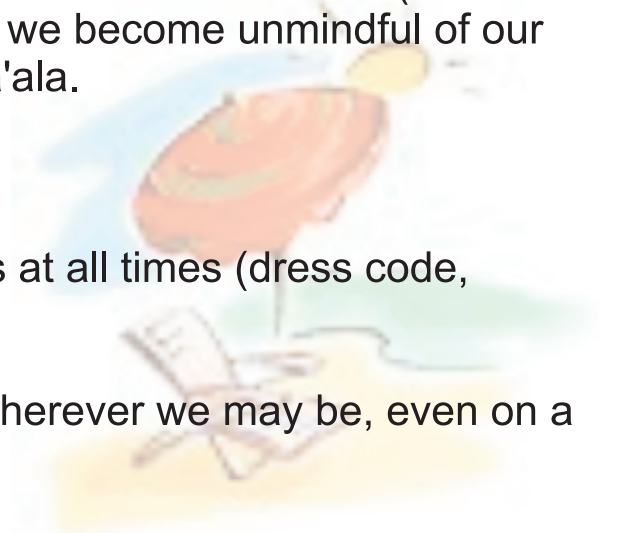 we become unmindful of our
'ala.
at all times (dress code,
herever we may be, even on a